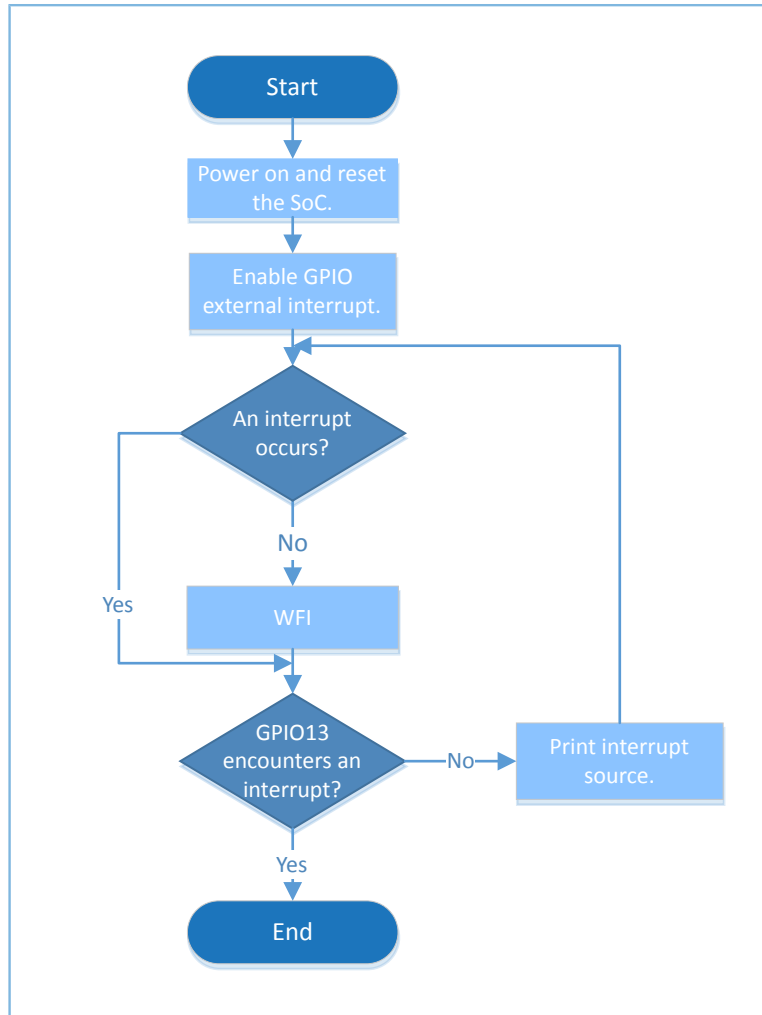 Start
Power on and reset
the SoC.
Enable GPIO
external interrupt.
An interrupt
occurs?
No
Yes
WFI
GPIO13
encounters an
interrupt?
No
Print interrupt
source.
Yes
End